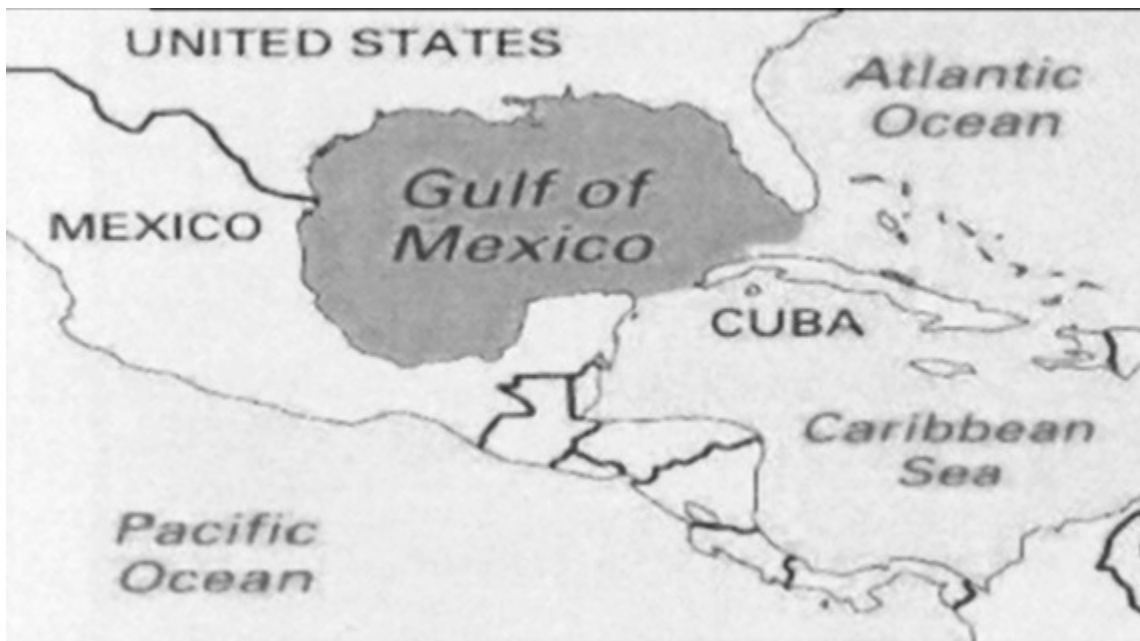 UNITED STATES
Atlantic
Ocean
Gulf of
Mexico
MEXICO
CUBA
Caribbean
Sea
Pacific
Ocean